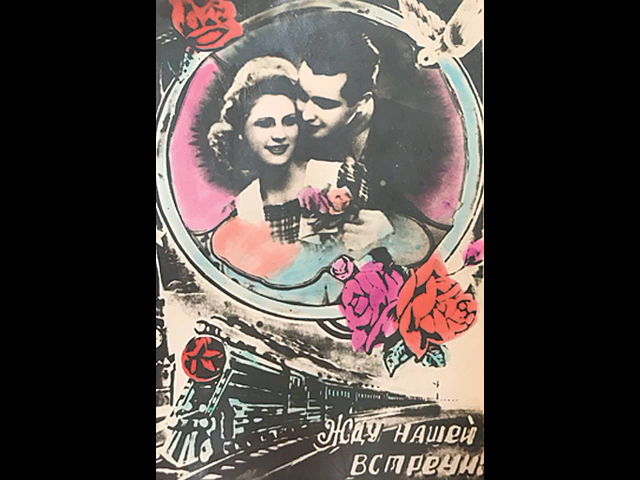 Жду нашей
встречи!